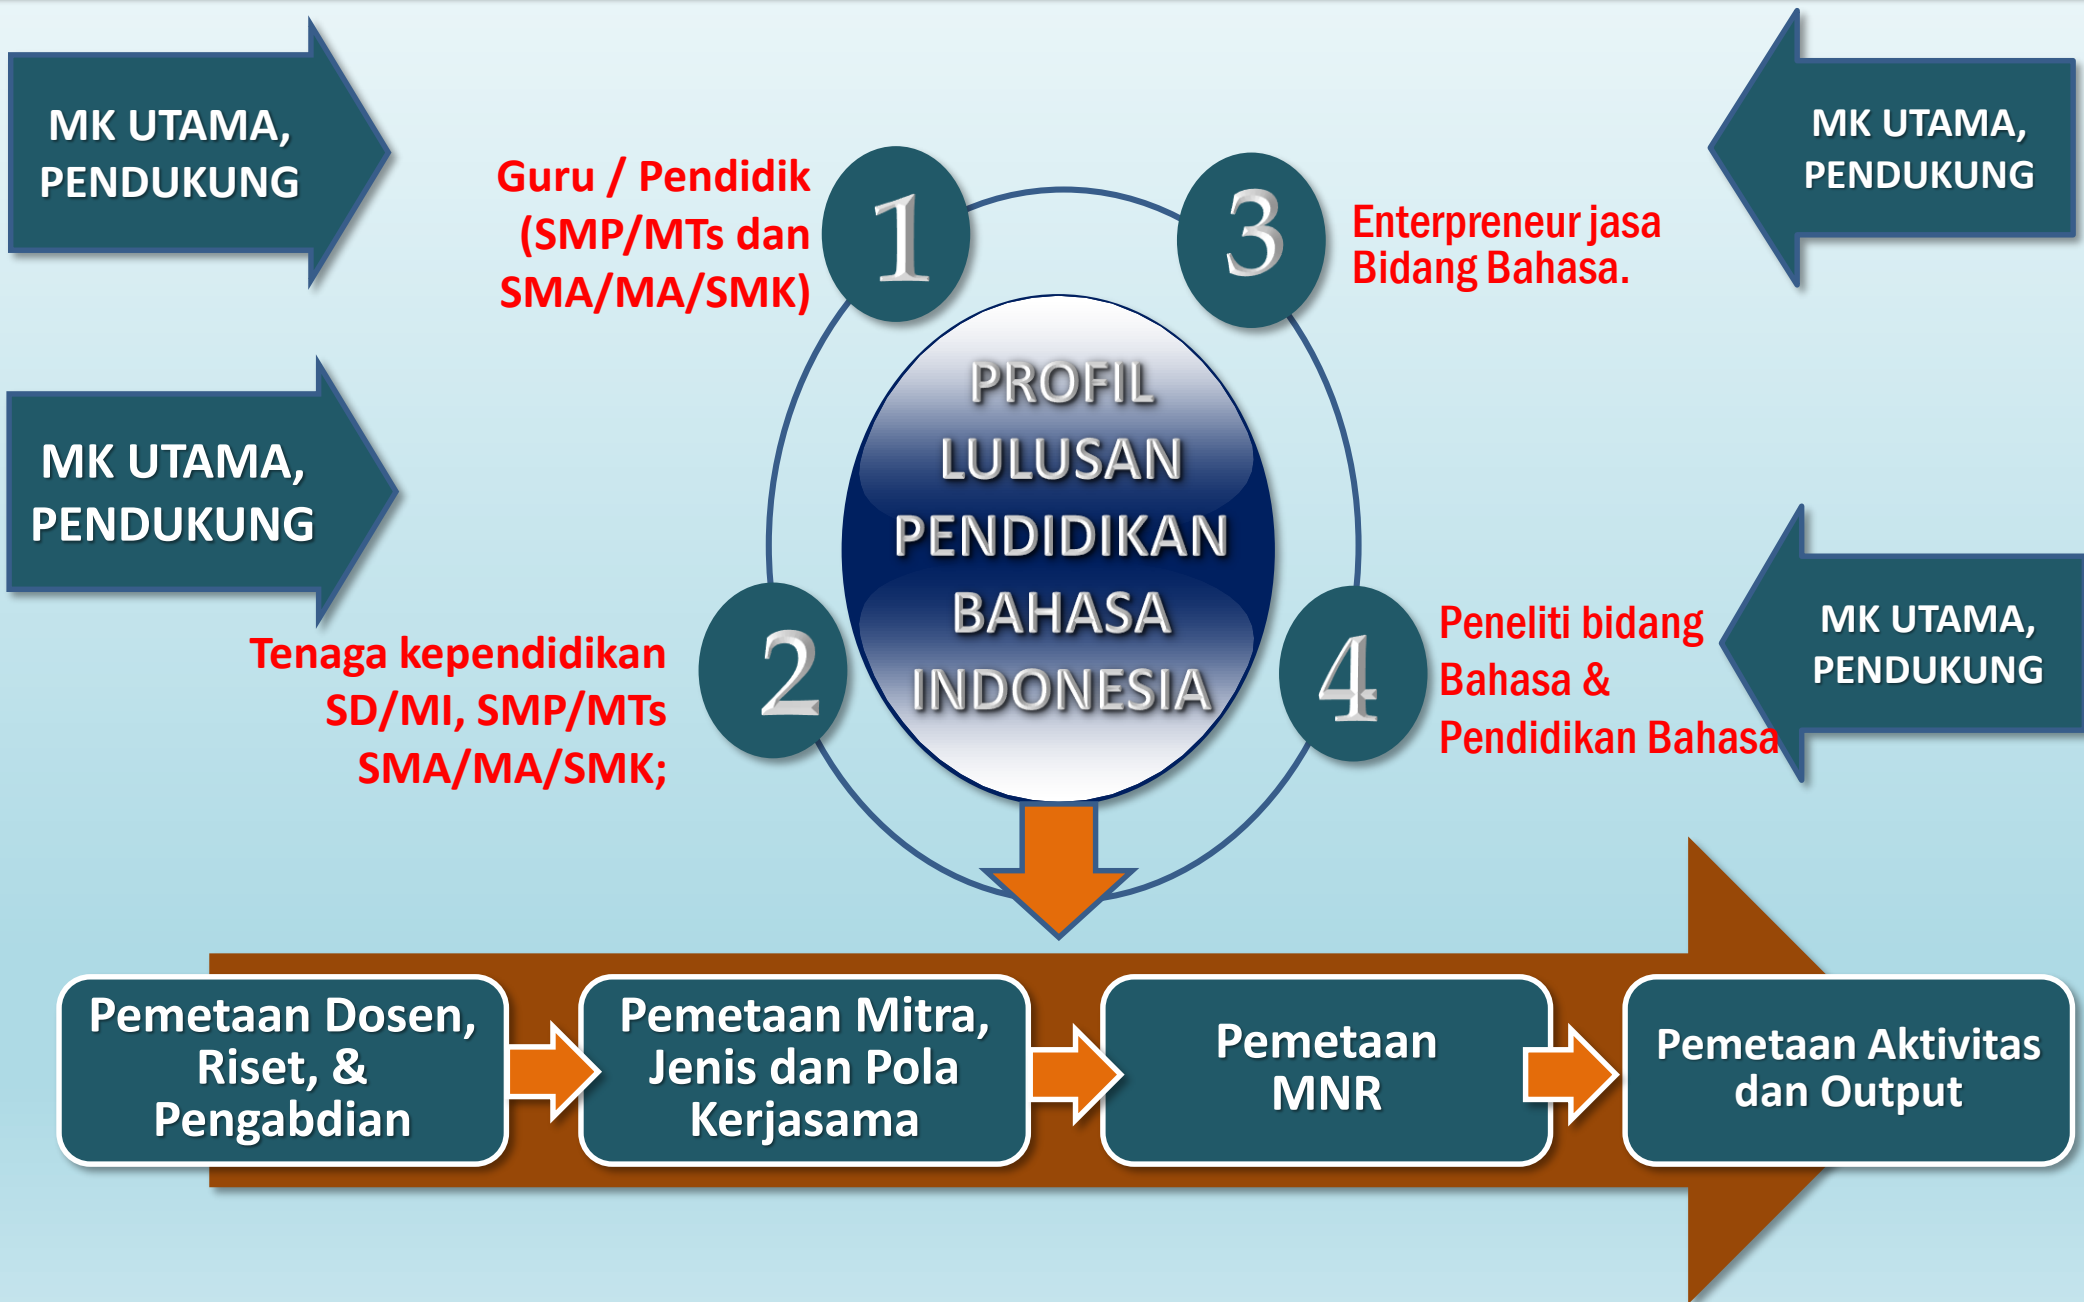 MK UTAMA,
PENDUKUNG
Guru / Pendidik
(SMP/MTs dan
SMA/MA/SMK)
1
3
Enterpreneur jasa
Bidang Bahasa.
MK UTAMA,
PENDUKUNG
MK UTAMA,
PENDUKUNG
PROFIL
LULUSAN
PENDIDIKAN
BAHASA
INDONESIA
Tenaga kependidikan
SD/MI, SMP/MTs
SMA/MA/SMK;
2
4
Peneliti bidang
Bahasa &
Pendidikan Bahasa
MK UTAMA,
PENDUKUNG
Pemetaan Dosen,
Riset, &
Pengabdian
Pemetaan Mitra,
Jenis dan Pola
Kerjasama
Pemetaan
MNR
Pemetaan Aktivitas
dan Output